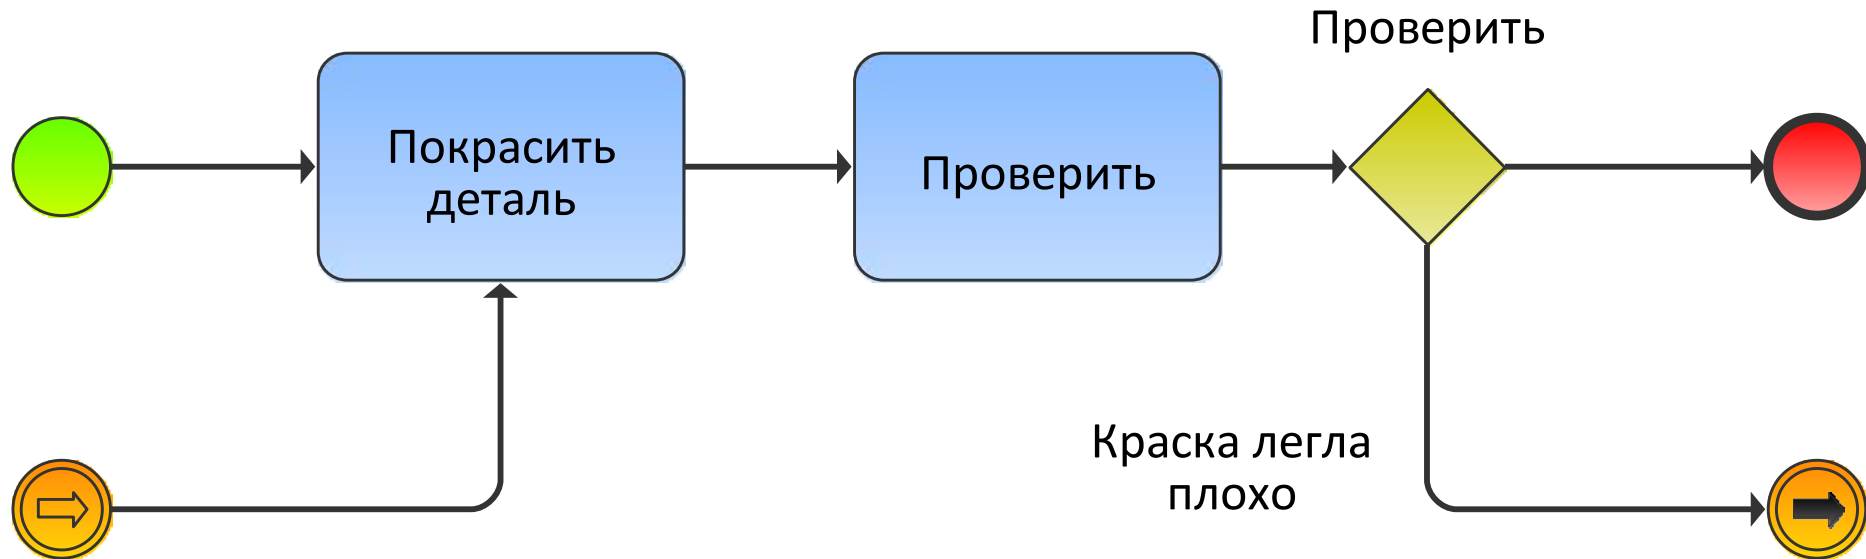 Проверить
Покрасить
деталь
Проверить
Краска легла
плохо